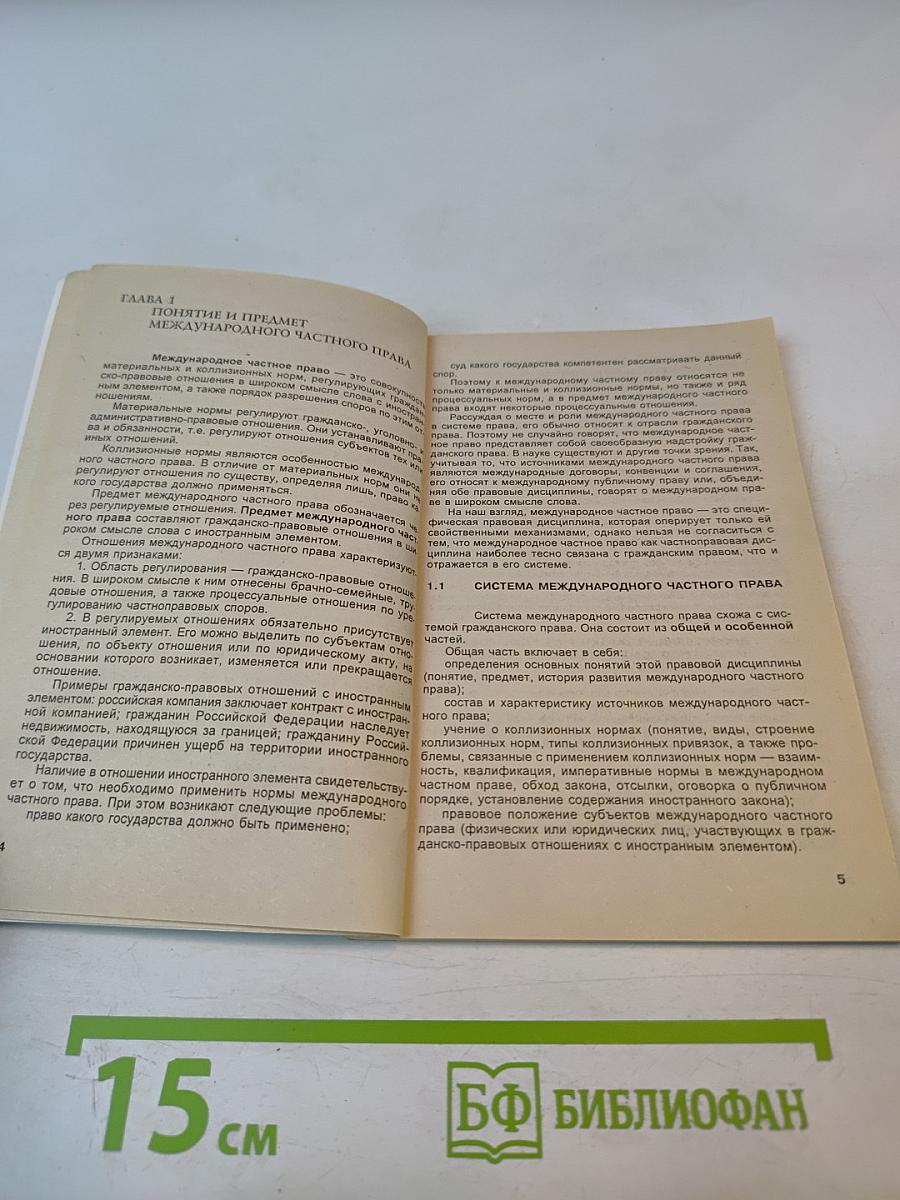 ГЛАВА 1
ПОНЯТИЕ И ПРЕДМЕТ
МЕЖДУНАРОДНОГО ЧАСТНОГО ПРАВА
Международное частное право — это совокупность
материальных и коллизионных норм, регулирующих граждан-
ско-правовые отношения в широком смысле слова с иностран-
ным элементом, а также порядок разрешения споров по этим от-
ношениям.
Материальные нормы регулируют гражданско-, уголовно-,
административно-правовые отношения. Они устанавливают пра-
ва и обязанности, т.е. регулируют отношения субъектов тех или
иных отношений.
Коллизионные нормы являются особенностью международ-
ного частного права. В отличие от материальных норм они не
регулируют отношения по существу, определяя лишь, право ка-
кого государства должно применяться.
Предмет международного частного права обозначается че-
рез регулируемые отношения. Предмет международного част-
ного права составляют гражданско-правовые отношения в ши-
роком смысле слова с иностранным элементом.
Отношения международного частного права характеризуют-
ся двумя признаками:
1. Область регулирования — гражданско-правовые отноше-
ния. В широком смысле к ним отнесены брачно-семейные, тру-
довые отношения, а также процессуальные отношения по уре-
гулированию частноправовых споров.
2. В регулируемых отношениях обязательно присутствует
иностранный элемент. Его можно выделить по субъектам отно-
шения, по объекту отношения или по юридическому акту, на
основании которого возникает, изменяется или прекращается
отношение.
Примеры гражданско-правовых отношений с иностранным
элементом: российская компания заключает контракт с иностран-
ной компанией; гражданин Российской Федерации наследует
недвижимость, находящуюся за границей; гражданину Россий-
ской Федерации причинен ущерб на территории иностранного
государства.
Наличие в отношении иностранного элемента свидетельству-
ет о том, что необходимо применить нормы международного
частного права. При этом возникают следующие проблемы:
право какого государства должно быть применено;
4
суд какого государства компетентен рассматривать данный
спор.
Поэтому к международному частному праву относятся не
только материальные и коллизионные нормы, но также и ряд
процессуальных норм, а в предмет международного частного
права входят некоторые процессуальные отношения.
Рассуждая о месте и роли международного частного права
в системе права, его обычно относят к отрасли гражданского
права. Поэтому не случайно говорят, что международное част-
ное право представляет собой своеобразную надстройку граж-
данского права. В науке существуют и другие точки зрения. Так,
учитывая то, что источниками международного частного права
являются международные договоры, конвенции и соглашения,
его относят к международному публичному праву или, объеди-
няя обе правовые дисциплины, говорят о международном пра-
ве в широком смысле слова.
На наш взгляд, международное частное право — это специ-
фическая правовая дисциплина, которая оперирует только ей
свойственными механизмами, однако нельзя не согласиться с
тем, что международное частное право как частноправовая дис-
циплина наиболее тесно связана с гражданским правом, что и
отражается в его системе.
1.1 СИСТЕМА МЕЖДУНАРОДНОГО ЧАСТНОГО ПРАВА
Система международного частного права схожа с сис-
темой гражданского права. Она состоит из общей и особенной
частей.
Общая часть включает в себя:
определения основных понятий этой правовой дисциплины
(понятие, предмет, история развития международного частного
права);
состав и характеристику источников международного част-
ного права;
учение о коллизионных нормах (понятие, виды, строение
коллизионных норм, типы коллизионных привязок, а также про-
блемы, связанные с применением коллизионных норм — взаим-
ность, квалификация, императивные нормы в международном
частном праве, обход закона, отсылки, оговорка о публичном
порядке, установление содержания иностранного закона);
правовое положение субъектов международного частного
права (физических или юридических лиц, участвующих в граж-
данско-правовых отношениях с иностранным элементом).
5
15 см
БФ БИБЛИОФАН